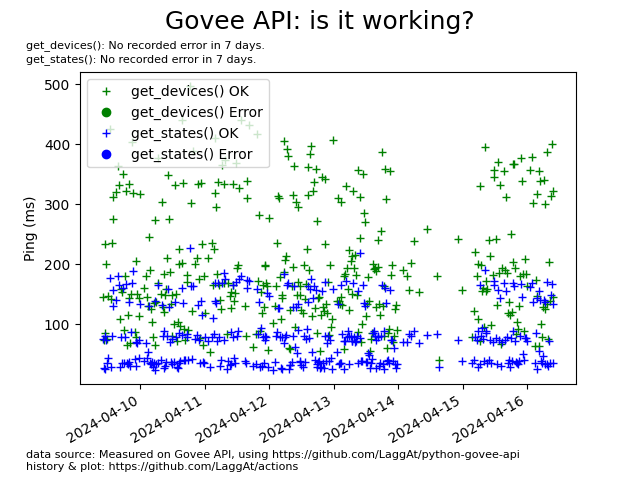 Govee API: is it working?
get_devices(): No recorded error in 7 days.
get_states(): No recorded error in 7 days.
get_devices() OK
get_devices() Error
get_states() OK
get_states() Error
500
400
300
200
100
Ping (ms)
2024-04-10
2024-04-11
2024-04-12
2024-04-13
2024-04-14
2024-04-15
2024-04-16
data source: Measured on Govee API, using https://github.com/LaggAt/python-govee-api
history & plot: https://github.com/LaggAt/actions